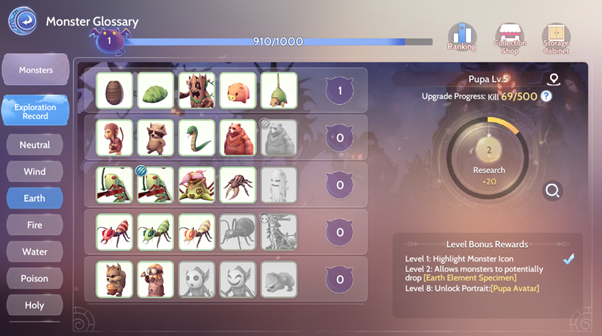 Monster Glossary
1
910/1000
Ranking
Collection Shop
Storage Cabinet
Monsters
Exploration Record
Neutral
Wind
Earth
Fire
Water
Poison
Holy
1
0
0
0
0
Pupa Lv.5
Upgrade Progress: Kill 69/500 ?
2
Research
+20
Level Bonus Rewards
Level 1: Highlight Monster Icon
Level 2: Allows monsters to potentially
drop [Earth Element Specimen]
Level 8: Unlock Portrait:[Pupa Avatar]